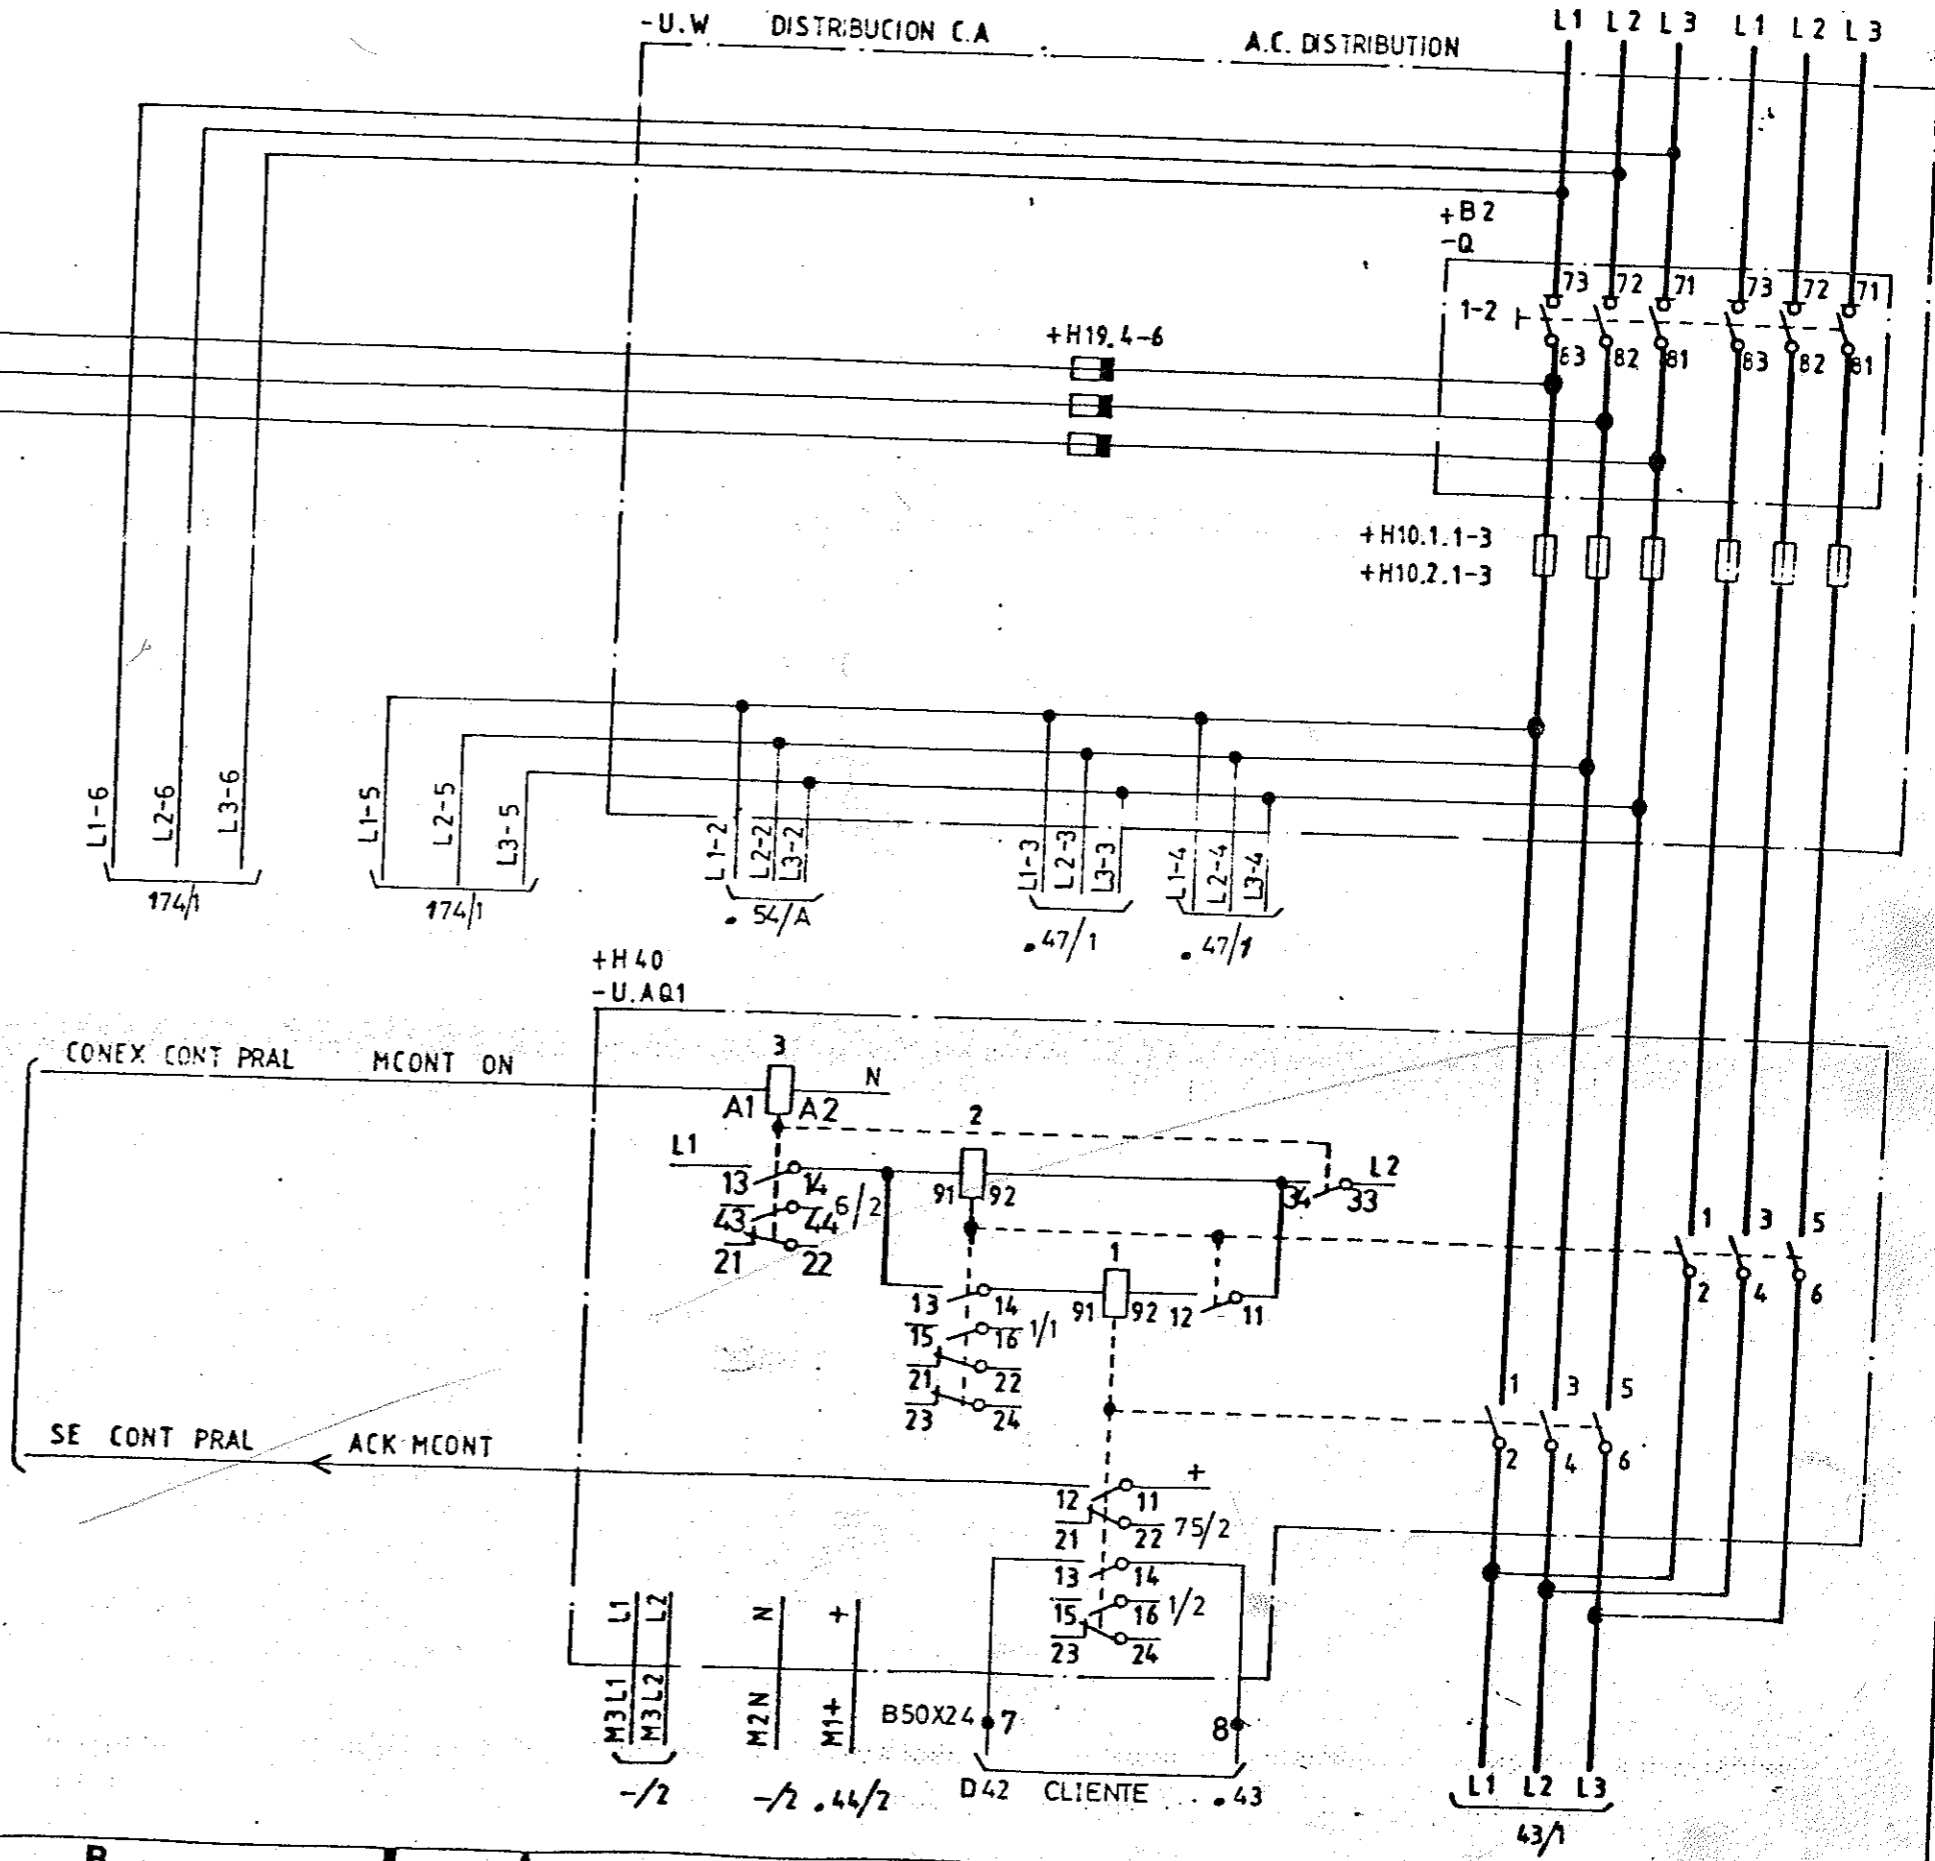 -U.W DISTRIBUCION C.A A.C. DISTRIBUTION
L1 L2 L3 L1 L2 L3
+B2
-Q
1-2
73 72 71 73 72 71
83 82 81 83 82 81
+H19.4-6
+H10.1.1-3
+H10.2.1-3
L1-6 L2-6 L3-6
174/1
L1-5 L2-5 L3-5
174/1
L1-2 L2-2 L3-2
. 54/A
L1-3 L2-3 L3-3
.47/1
L1-4 L2-4 L3-4
.47/1
+H40
-U.AQ1
CONEX CONT PRAL MCONT ON
3
A1 A2
N
2
L1
13 14
43 44 6/2
21 22
91 92
34 33
L2
1
13 14
15 16 1/1
21 22
23 24
91 92
12 11
1 3 5
2 4 6
1 3 5
2 4 6
SE CONT PRAL ACK MCONT
12 11 +
21 22 75/2
13 14
15 16 1/2
23 24
L1 L2 N +
M3L1 M3L2 M2N M1+
-/2 -/2 .44/2
B50X24 7 8
D42 CLIENTE .43
L1 L2 L3
43/1